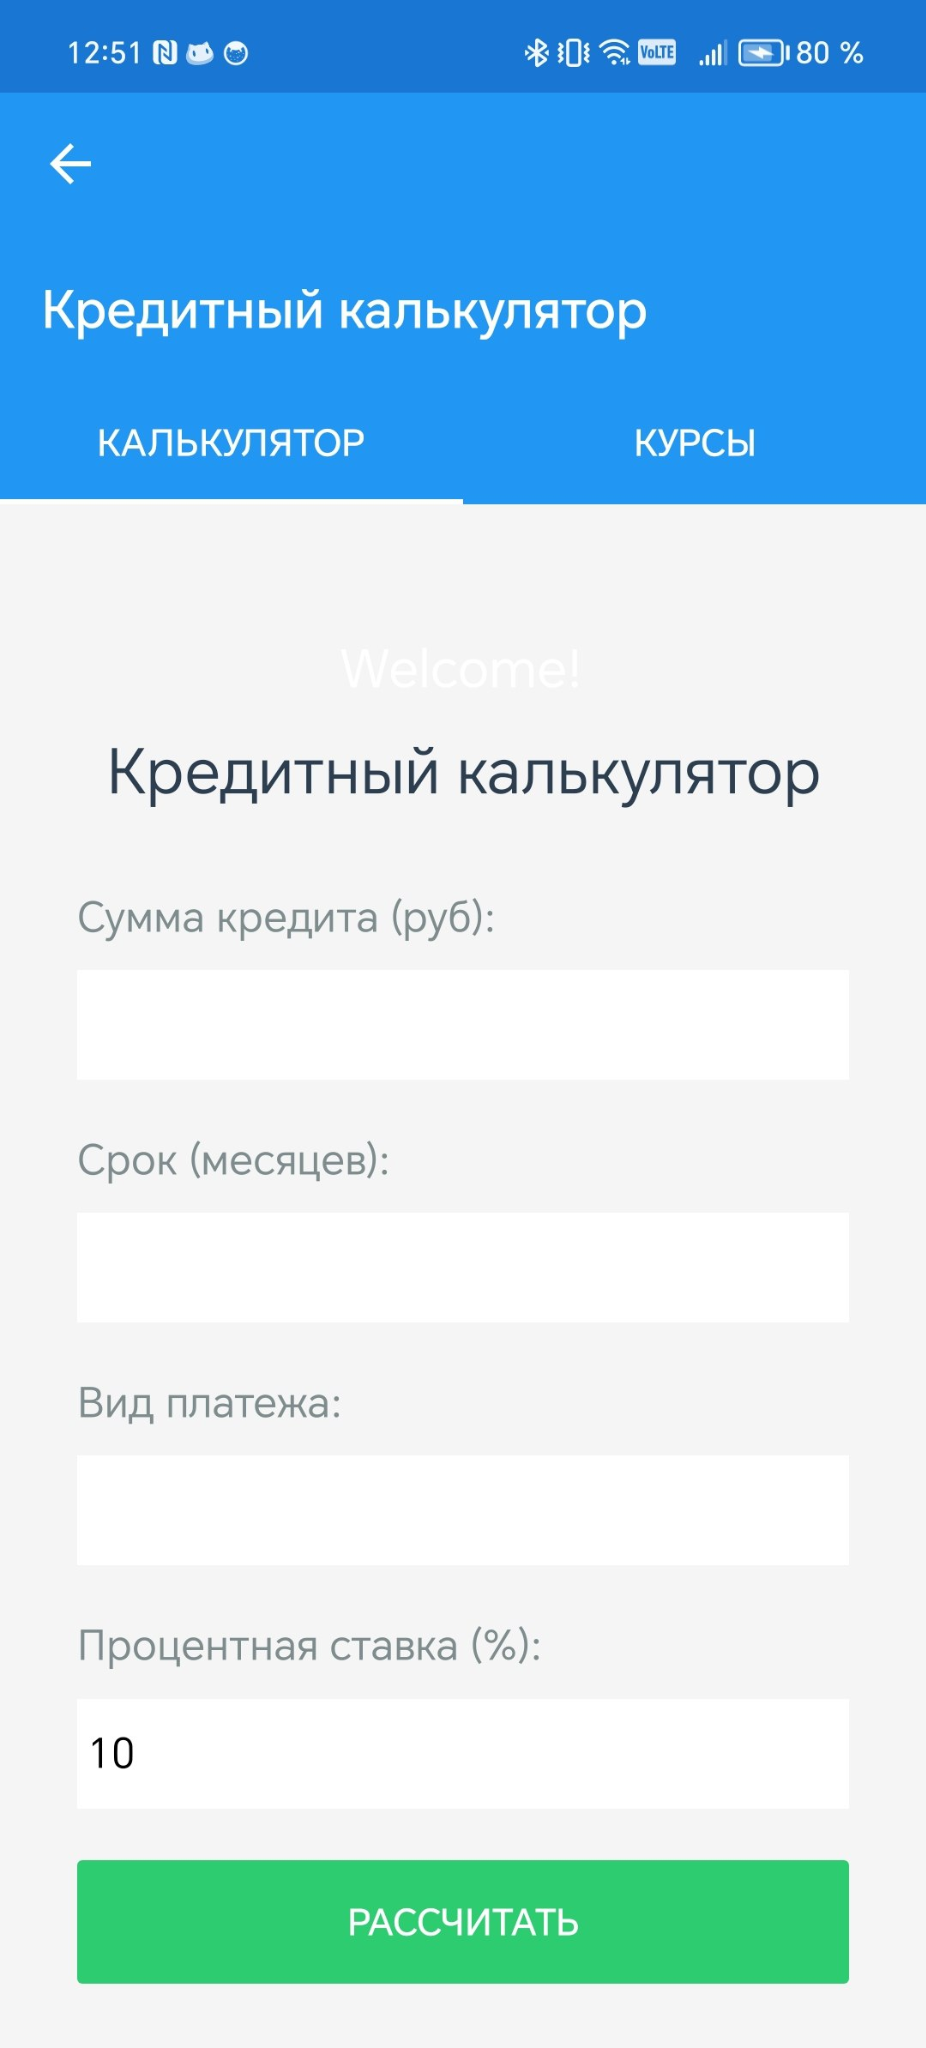 12:51 VoLTE 80 %
Кредитный калькулятор
КАЛЬКУЛЯТОР КУРСЫ
Welcome!
Кредитный калькулятор
Сумма кредита (руб):
Срок (месяцев):
Вид платежа:
Процентная ставка (%):
10
РАССЧИТАТЬ